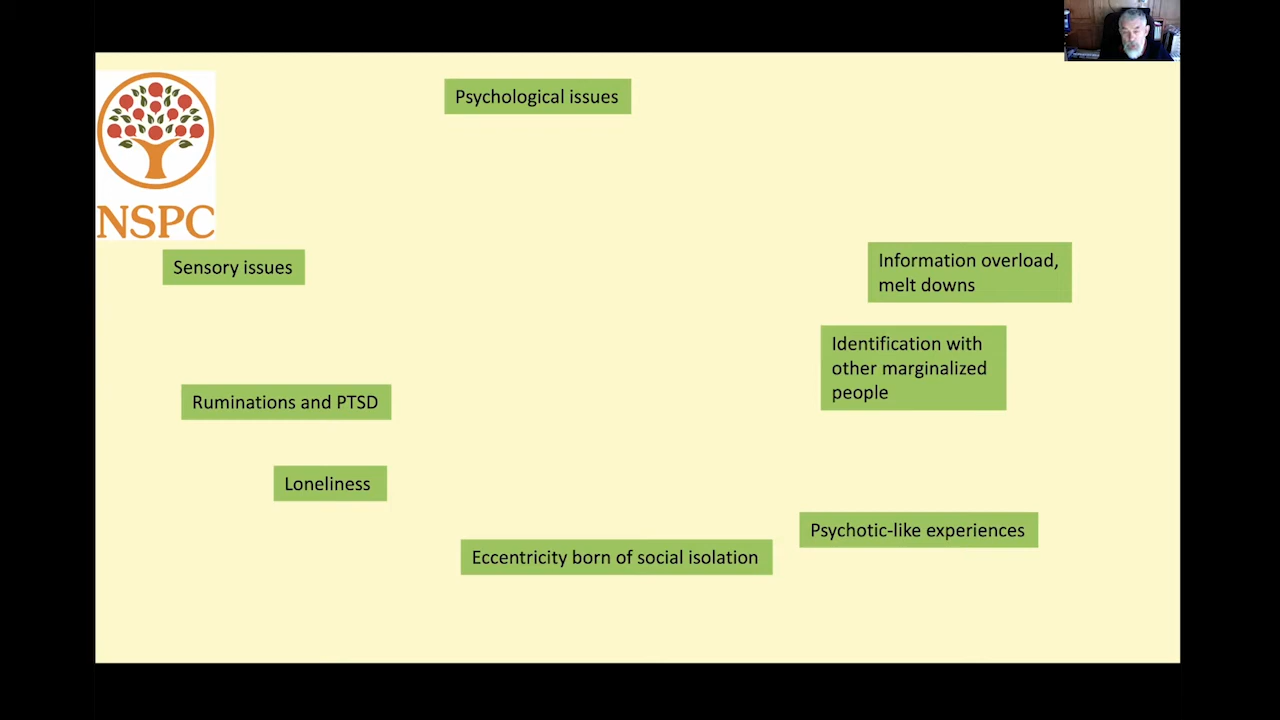 Psychological issues
NSPC
Sensory issues
Information overload,
melt downs
Identification with
other marginalized
people
Ruminations and PTSD
Loneliness
Psychotic-like experiences
Eccentricity born of social isolation